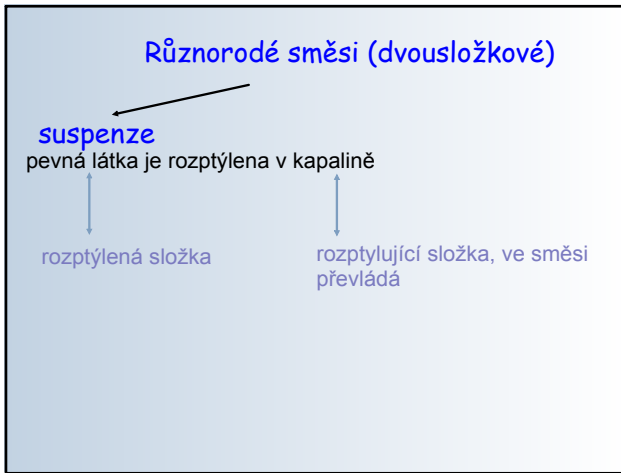 Různorodé směsi (dvousložkové)
suspenze
pevná látka je rozptýlena v kapalině
rozptýlená složka
rozptylující složka, ve směsi
převládá